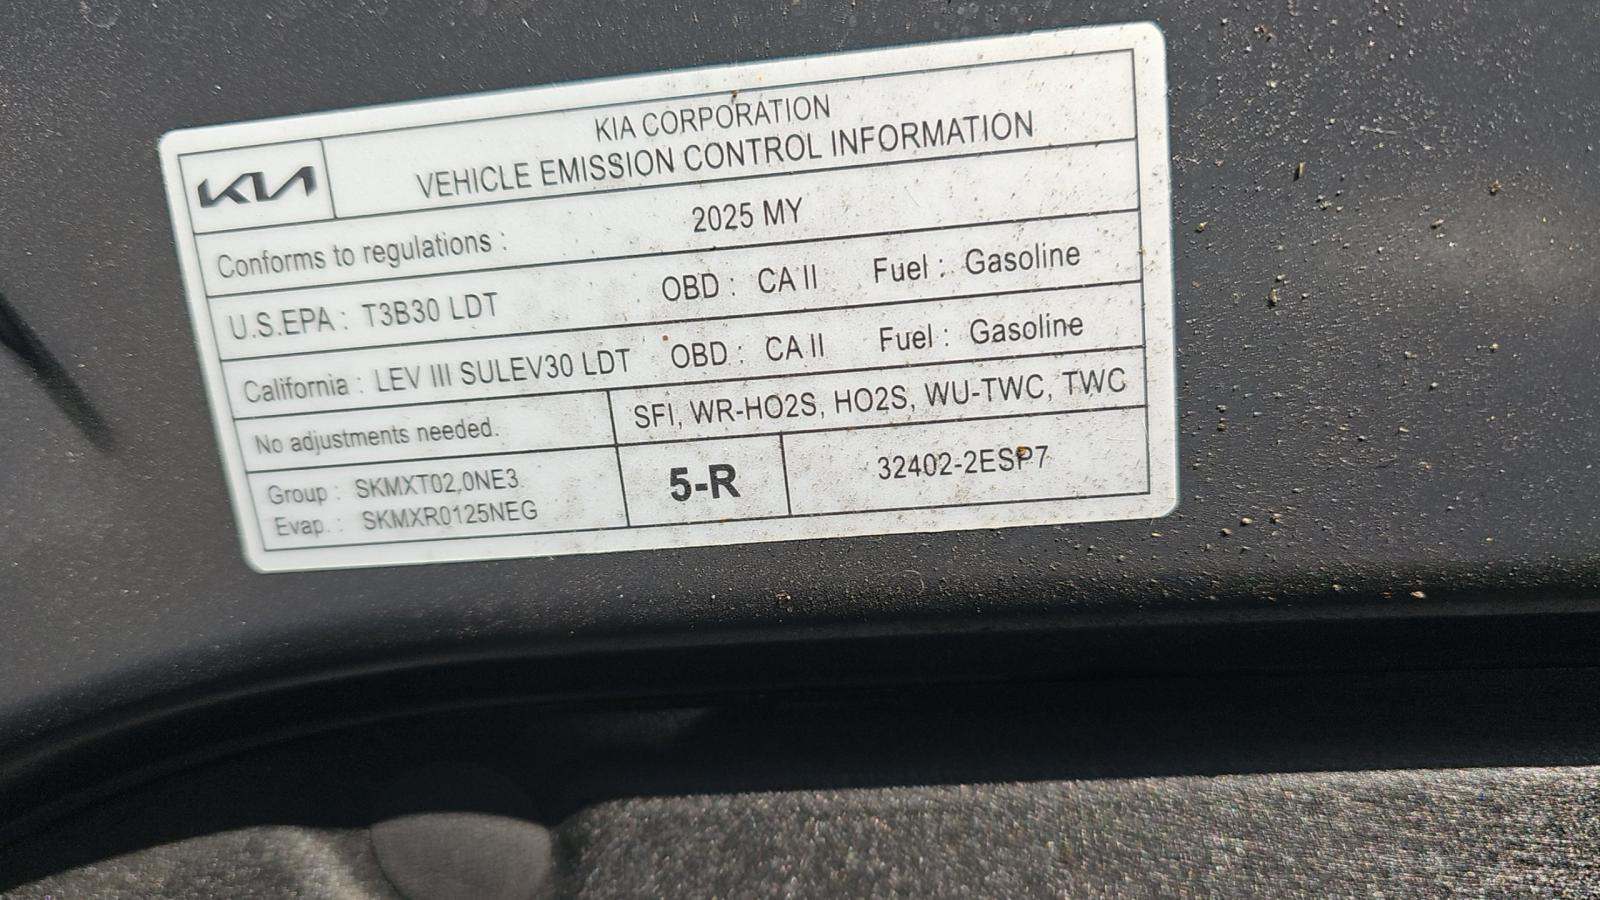 KIA
KIA CORPORATION
VEHICLE EMISSION CONTROL INFORMATION
Conforms to regulations : 2025 MY
U.S.EPA : T3B30 LDT OBD : CA II Fuel : Gasoline
California : LEV III SULEV30 LDT OBD : CA II Fuel : Gasoline
No adjustments needed. SFI, WR-HO2S, HO2S, WU-TWC, TWC
Group : SKMXT02.0NE3
Evap. : SKMXR0125NEG
5-R
32402-2ESP7